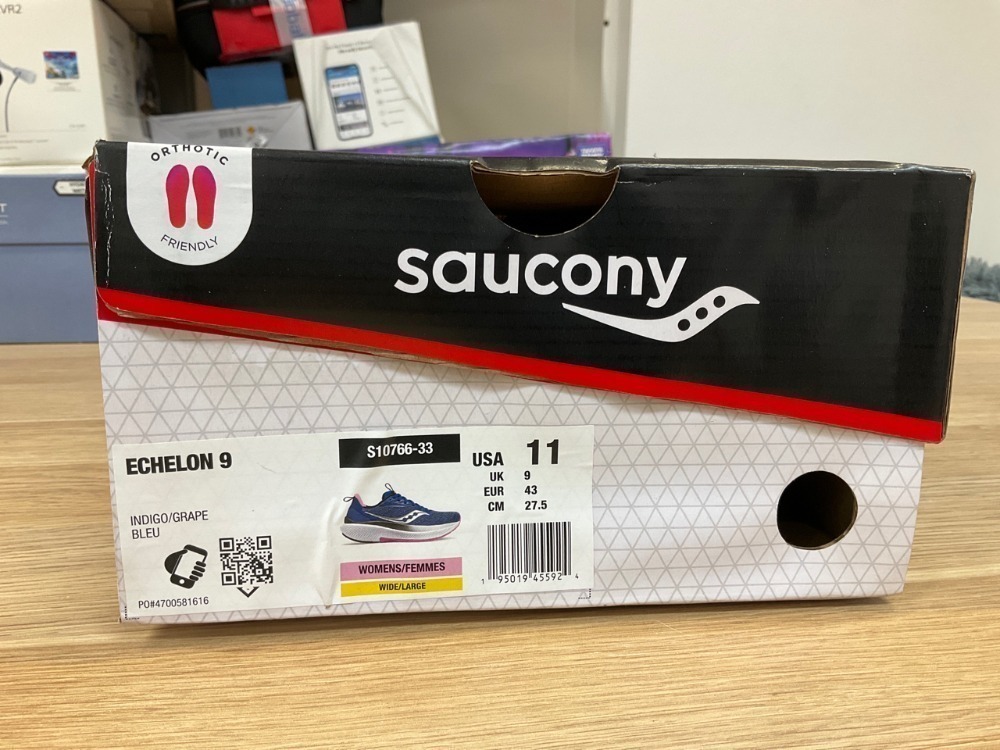 VR2
ORTHOTIC
FRIENDLY
saucony
ECHELON 9
INDIGO/GRAPE
BLEU
PO#4700581616
S10766-33
WOMENS/FEMMES
WIDE/LARGE
USA 11
UK 9
EUR 43
CM 27.5
1 95019 45592 4